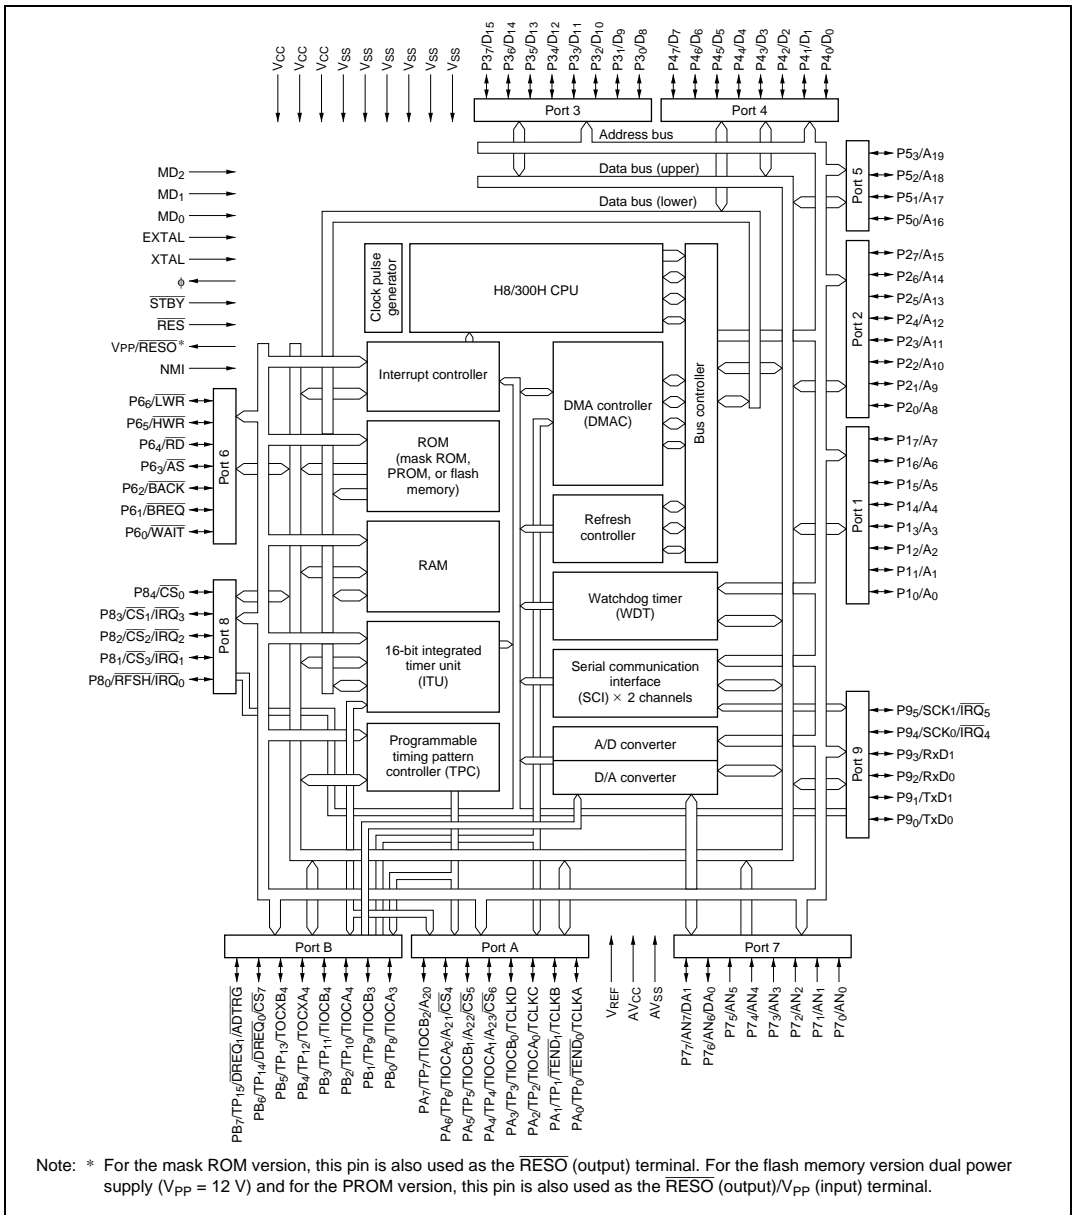 VCC
VCC
VCC
VSS
VSS
VSS
VSS
VSS
VSS
P37/D15
P36/D14
P35/D13
P34/D12
P33/D11
P32/D10
P31/D9
P30/D8
P47/D7
P46/D6
P45/D5
P44/D4
P43/D3
P42/D2
P41/D1
P40/D0
Port 3
Port 4
Address bus
Data bus (upper)
Data bus (lower)
MD2
MD1
MD0
EXTAL
XTAL
ϕ
STBY
RES
VPP/RESO*
NMI
P53/A19
P52/A18
P51/A17
P50/A16
Port 5
P27/A15
P26/A14
P25/A13
P24/A12
P23/A11
P22/A10
P21/A9
P20/A8
Port 2
P17/A7
P16/A6
P15/A5
P14/A4
P13/A3
P12/A2
P11/A1
P10/A0
Port 1
Clock pulse
generator
H8/300H CPU
Bus controller
Interrupt controller
ROM
(mask ROM,
PROM, or flash
memory)
RAM
16-bit integrated
timer unit
(ITU)
Programmable
timing pattern
controller (TPC)
DMA controller
(DMAC)
Refresh
controller
Watchdog timer
(WDT)
Serial communication
interface
(SCI) × 2 channels
A/D converter
D/A converter
P66/LWR
P65/HWR
P64/RD
P63/AS
P62/BACK
P61/BREQ
P60/WAIT
Port 6
P84/CS0
P83/CS1/IRQ3
P82/CS2/IRQ2
P81/CS3/IRQ1
P80/RFSH/IRQ0
Port 8
P95/SCK1/IRQ5
P94/SCK0/IRQ4
P93/RxD1
P92/RxD0
P91/TxD1
P90/TxD0
Port 9
Port B
Port A
Port 7
PB7/TP15/DREQ1/ADTRG
PB6/TP14/DREQ0/CS7
PB5/TP13/TOCXB4
PB4/TP12/TOCXA4
PB3/TP11/TIOCB4
PB2/TP10/TIOCA4
PB1/TP9/TIOCB3
PB0/TP8/TIOCA3
PA7/TP7/TIOCB2/A20
PA6/TP6/TIOCA2/A21/CS4
PA5/TP5/TIOCB1/A22/CS5
PA4/TP4/TIOCA1/A23/CS6
PA3/TP3/TIOCB0/TCLKD
PA2/TP2/TIOCA0/TCLKC
PA1/TP1/TEND1/TCLKB
PA0/TP0/TEND0/TCLKA
VREF
AVCC
AVSS
P77/AN7/DA1
P76/AN6/DA0
P75/AN5
P74/AN4
P73/AN3
P72/AN2
P71/AN1
P70/AN0
Note: * For the mask ROM version, this pin is also used as the RESO (output) terminal. For the flash memory version dual power
supply (VPP = 12 V) and for the PROM version, this pin is also used as the RESO (output)/VPP (input) terminal.